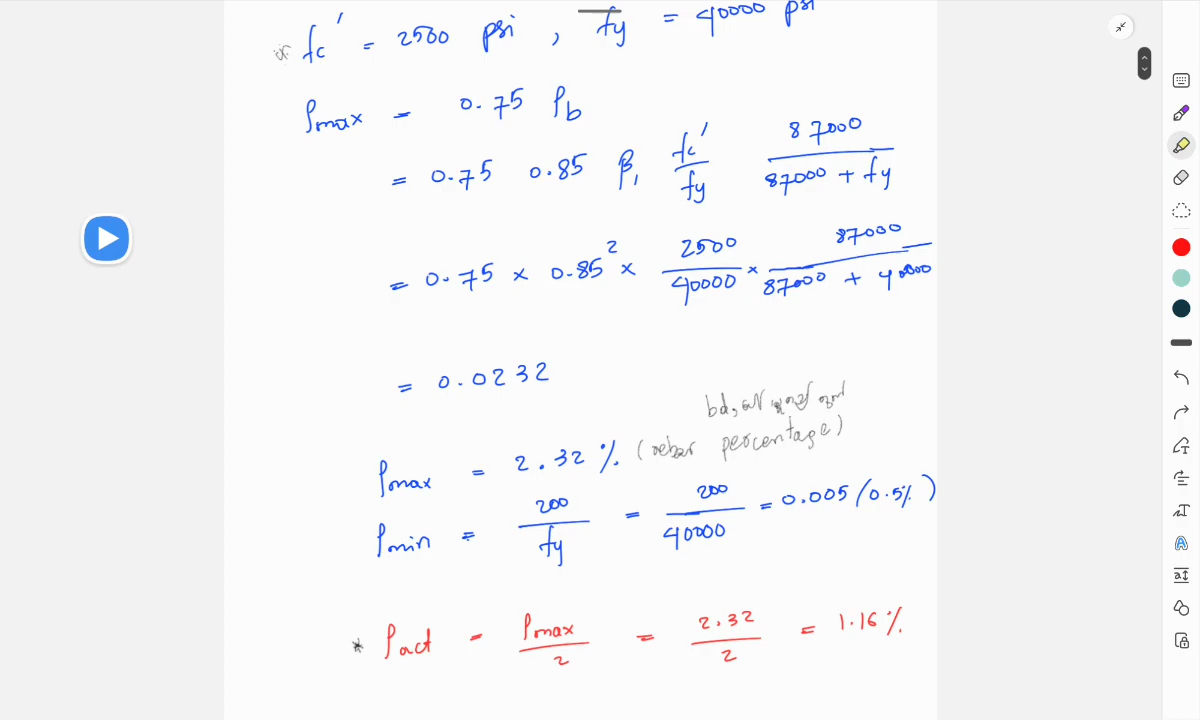 fc' = 2500 psi , fy = 40000 psi
ρmax = 0.75 ρb
= 0.75 0.85 β1 fc'/fy 87000/87000 + fy
= 0.75 × 0.85² × 2500/40000 × 87000/87000 + 40000
= 0.0232
bd,
ρmax = 2.32 % (rebar percentage)
ρmin = 200/fy = 200/40000 = 0.005 (0.5%)
* ρact = ρmax/2 = 2.32/2 = 1.16%